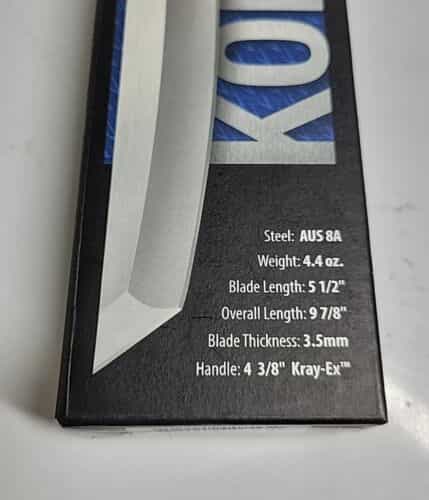 KO
Steel: AUS 8A
Weight: 4.4 oz.
Blade Length: 5 1/2"
Overall Length: 9 7/8"
Blade Thickness: 3.5mm
Handle: 4 3/8" Kray-Ex™